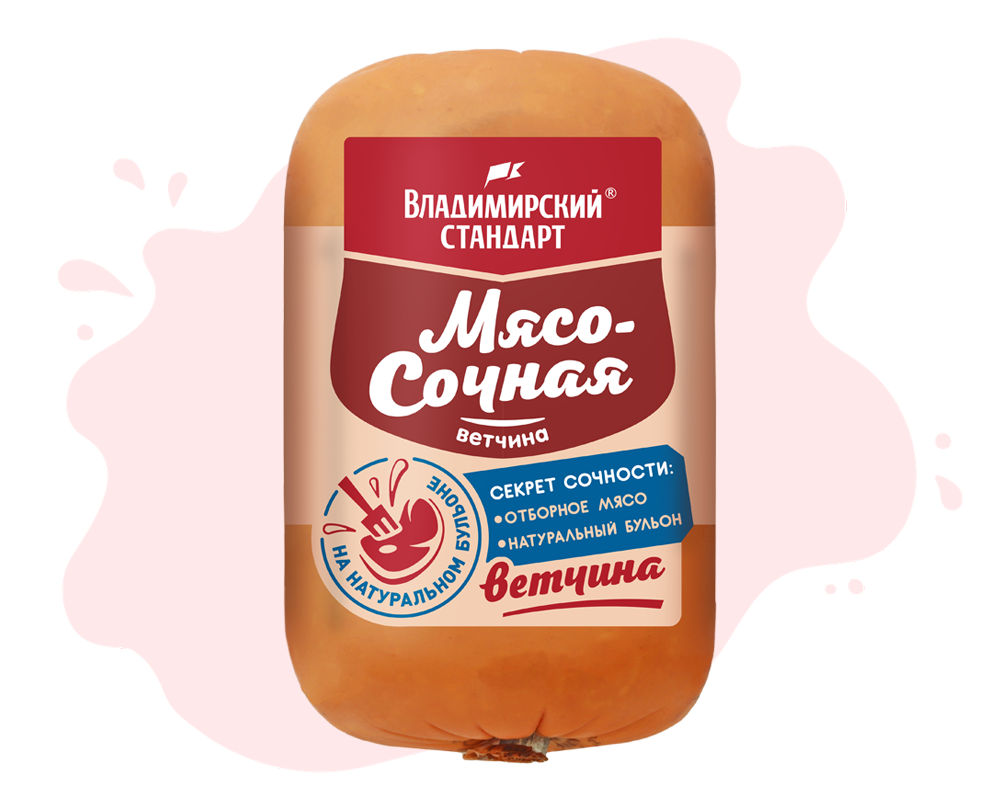 ВЛАДИМИРСКИЙ®
СТАНДАРТ
Мясо-
Сочная
ветчина
СЕКРЕТ СОЧНОСТИ:
•ОТБОРНОЕ МЯСО
•НАТУРАЛЬНЫЙ БУЛЬОН
НА НАТУРАЛЬНОМ БУЛЬОНЕ
ветчина